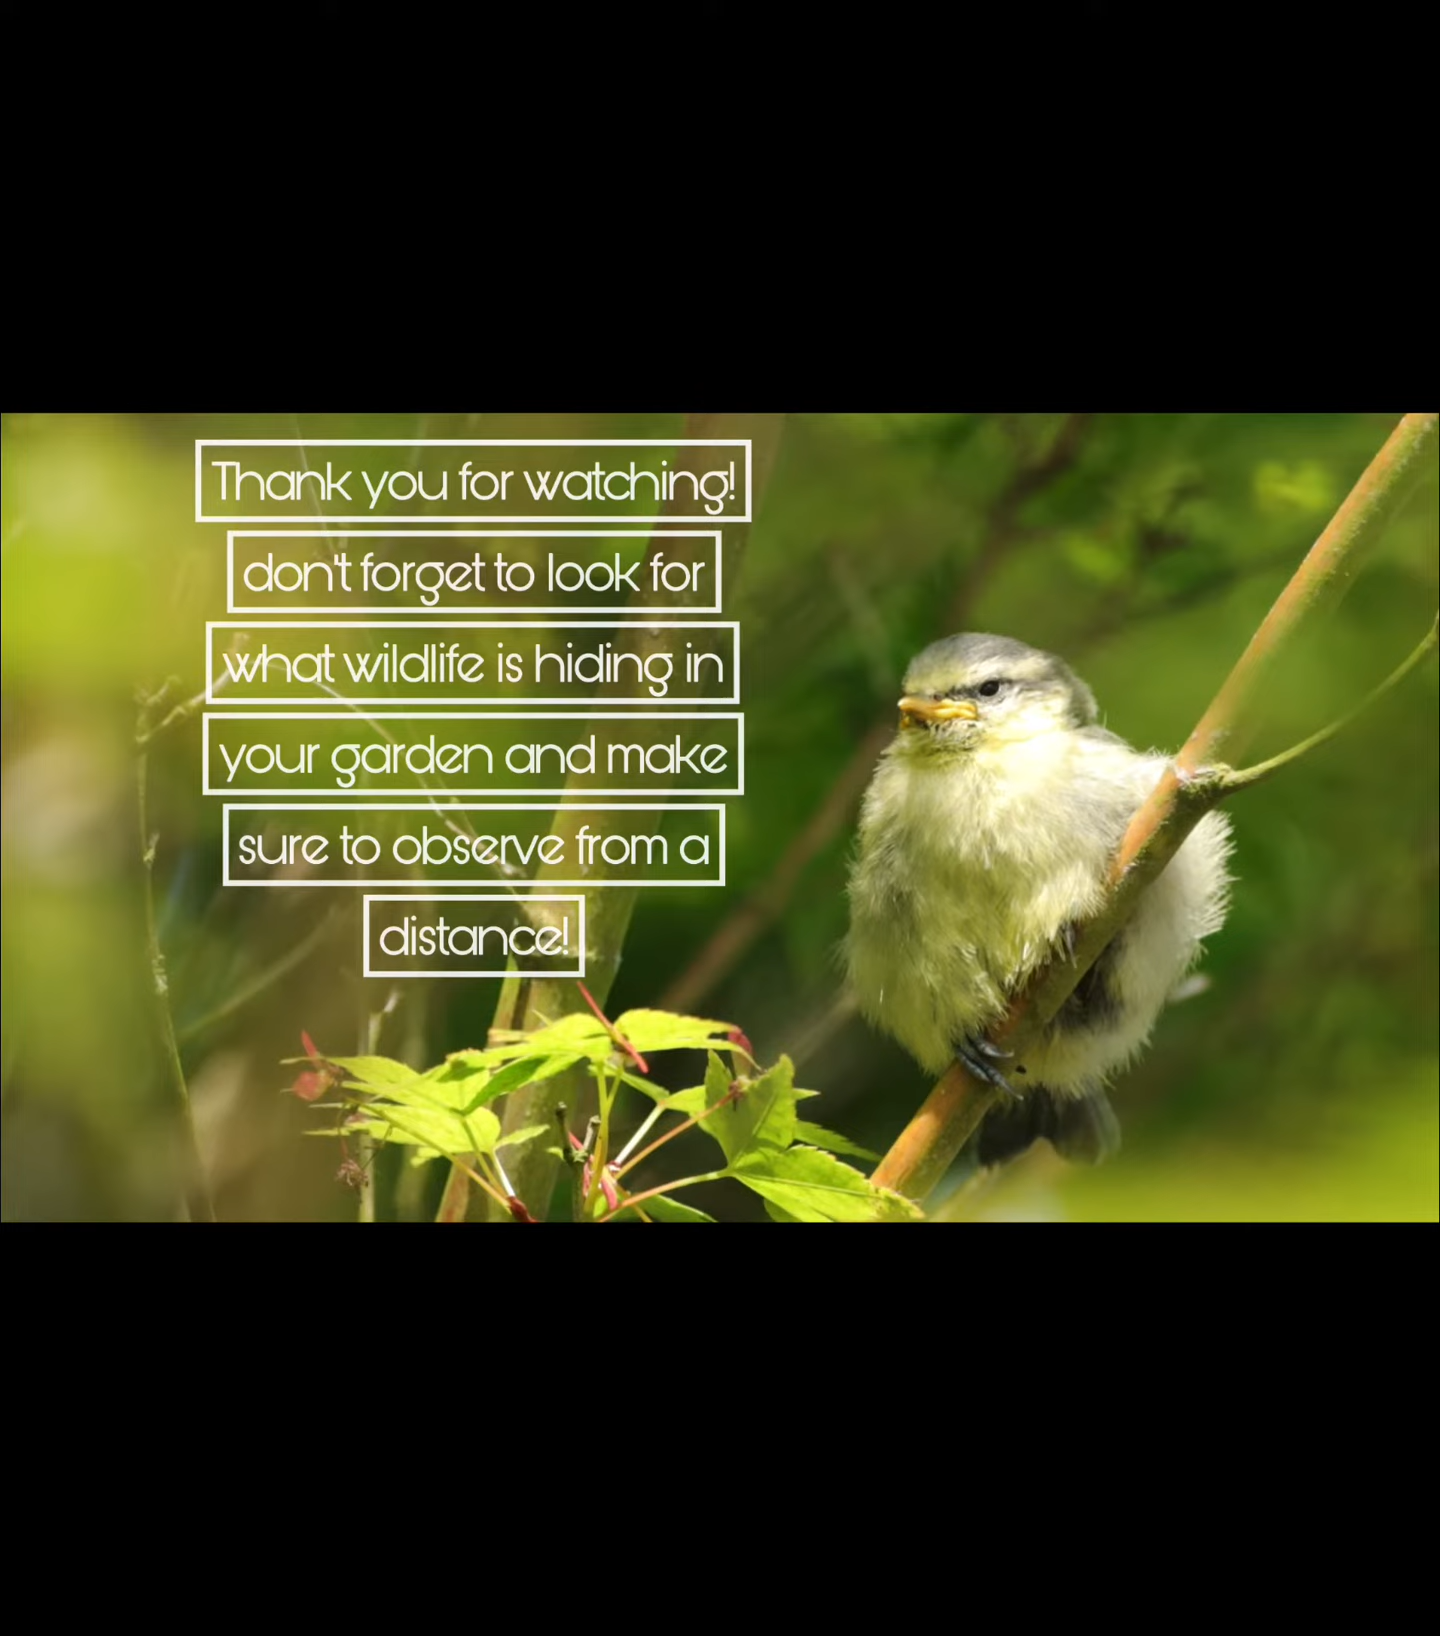 Thank you for watching!
don't forget to look for
what wildlife is hiding in
your garden and make
sure to observe from a
distance!